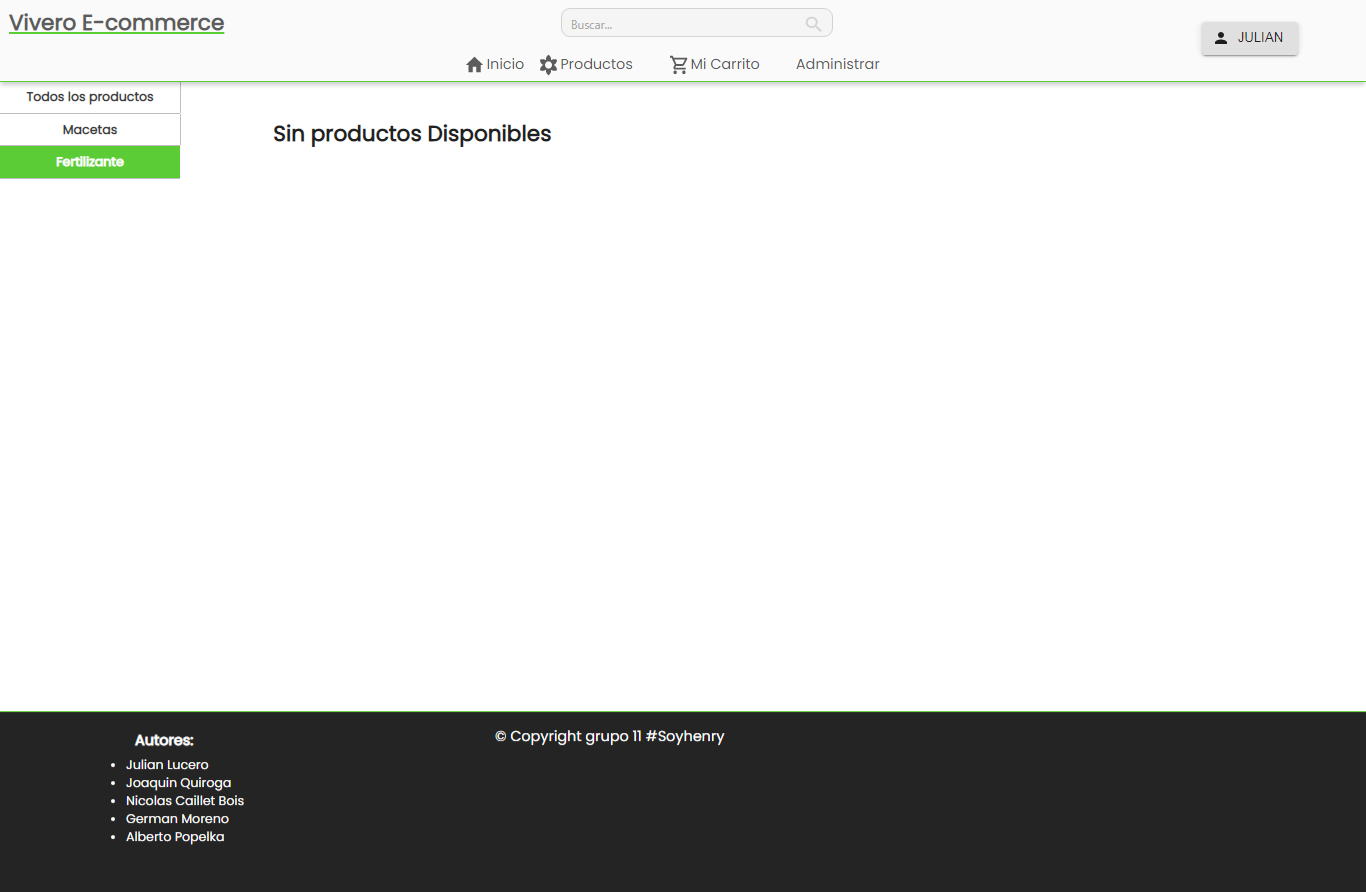 Vivero E-commerce
Buscar...
JULIAN
Inicio
Productos
Mi Carrito
Administrar
Todos los productos
Macetas
Fertilizante
Sin productos Disponibles
Autores:
Julian Lucero
Joaquin Quiroga
Nicolas Caillet Bois
German Moreno
Alberto Popelka
© Copyright grupo 11 #Soyhenry